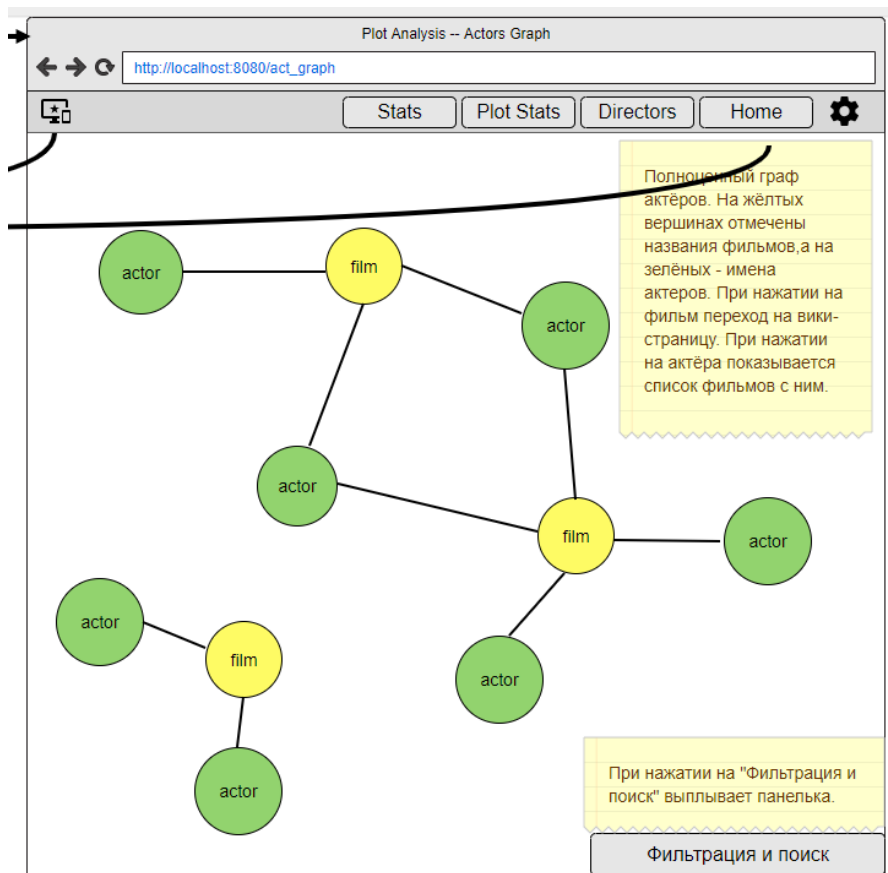 Plot Analysis -- Actors Graph
http://localhost:8080/act_graph
Stats
Plot Stats
Directors
Home
Полноценный граф
актёров. На жёлтых
вершинах отмечены
названия фильмов,а на
зелёных - имена
актеров. При нажатии на
фильм переход на вики-
страницу. При нажатии
на актёра показывается
список фильмов с ним.
actor
film
actor
actor
film
actor
actor
film
actor
actor
При нажатии на "Фильтрация и
поиск" выплывает панелька.
Фильтрация и поиск